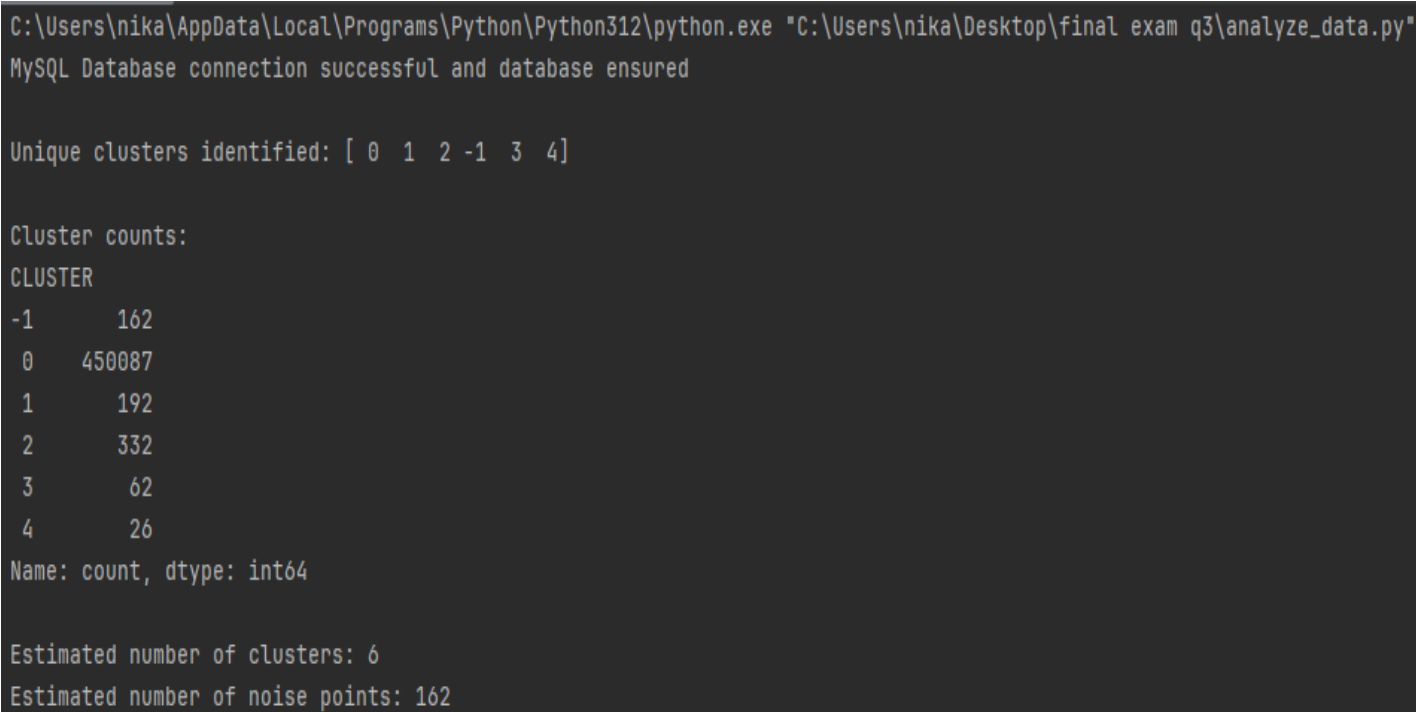 C:\Users\nika\AppData\Local\Programs\Python\Python312\python.exe "C:\Users\nika\Desktop\final exam q3\analyze_data.py"
MySQL Database connection successful and database ensured
Unique clusters identified: [ 0  1  2 -1  3  4]
Cluster counts:
CLUSTER
-1       162
 0    450087
 1       192
 2       332
 3        62
 4        26
Name: count, dtype: int64
Estimated number of clusters: 6
Estimated number of noise points: 162